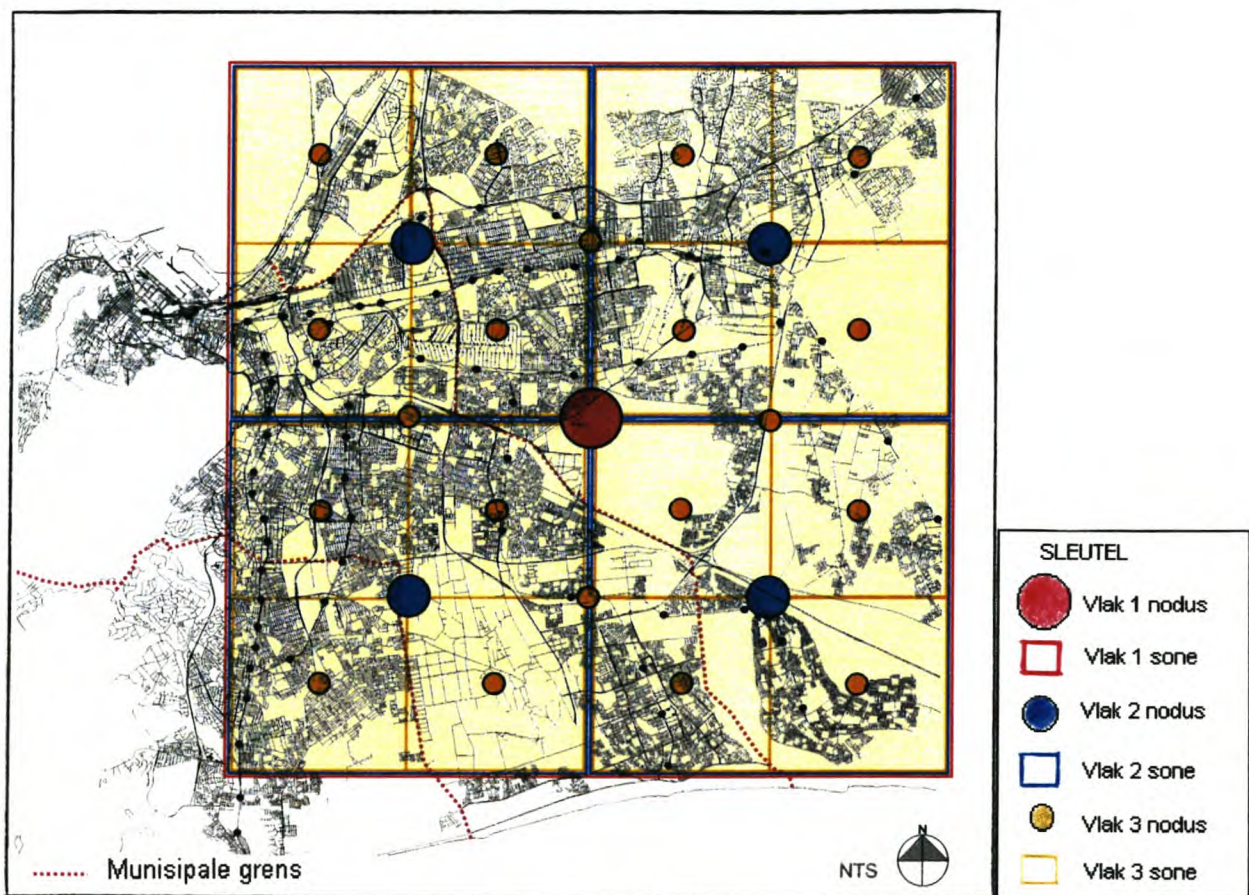 SLEUTEL
Vlak 1 nodus
Vlak 1 sone
Vlak 2 nodus
Vlak 2 sone
Vlak 3 nodus
Vlak 3 sone
Munisipale grens
NTS
N